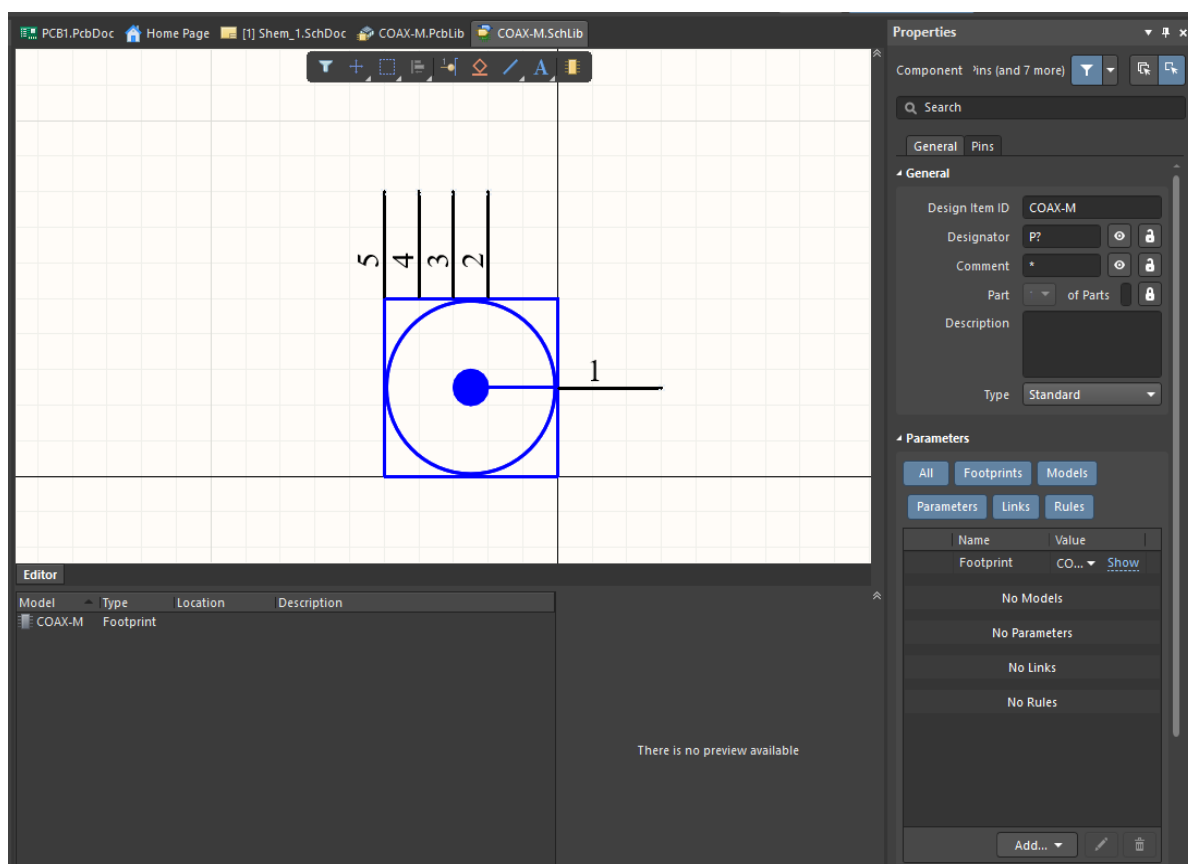 PCB1.PcbDoc Home Page [1] Shem_1.SchDoc COAX-M.PcbLib COAX-M.SchLib
A
5 4 3 2
1
Editor
Model Type Location Description
COAX-M Footprint
There is no preview available
Properties
Component ins (and 7 more)
Search
General Pins
General
Design Item ID COAX-M
Designator P?
Comment *
Part of Parts
Description
Type Standard
Parameters
All Footprints Models
Parameters Links Rules
Name Value
Footprint CO... Show
No Models
No Parameters
No Links
No Rules
Add...